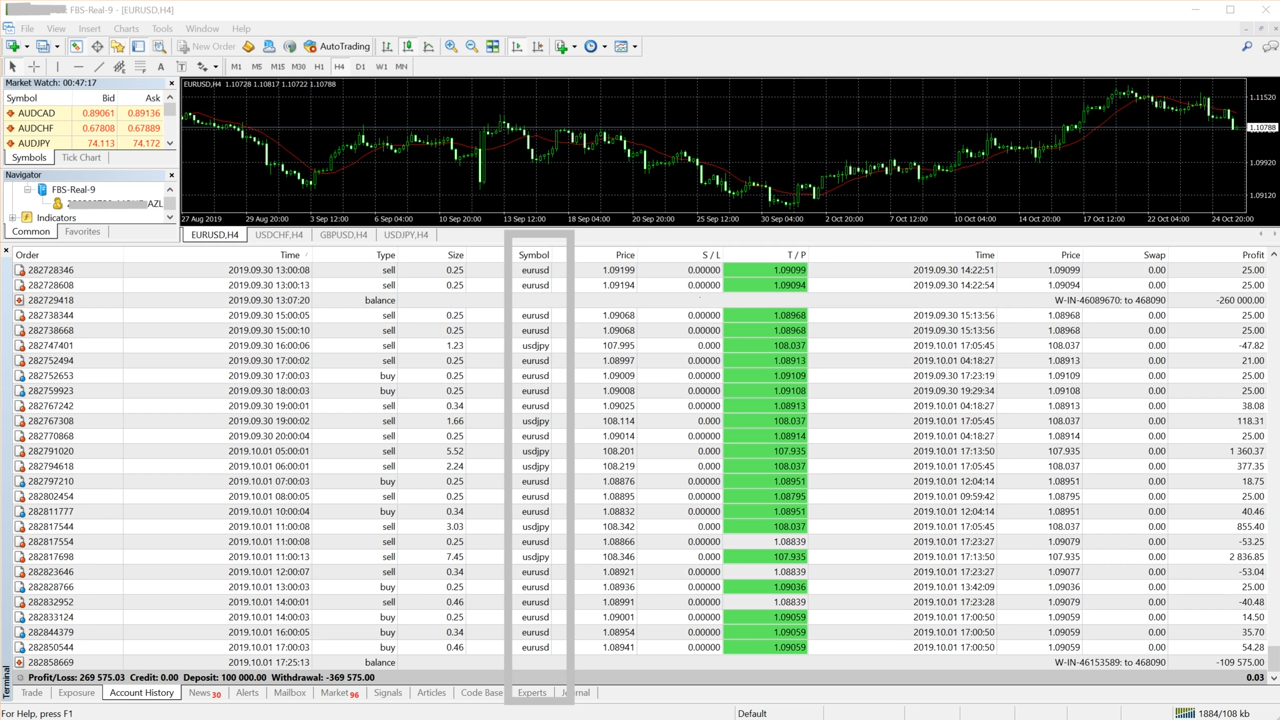 FBS-Real-9 - [EURUSD,H4]
File View Insert Charts Tools Window Help
New Order AutoTrading
A T M1 M5 M15 M30 H1 H4 D1 W1 MN
Market Watch: 00:47:17
Symbol Bid Ask
AUDCAD 0.89061 0.89136
AUDCHF 0.67808 0.67889
AUDJPY 74.113 74.172
Symbols Tick Chart
Navigator
FBS-Real-9
AZL
Indicators
Common Favorites
EURUSD,H4 1.10728 1.10817 1.10722 1.10788
1.11520
1.10788
1.09920
1.09120
27 Aug 2019 29 Aug 20:00 3 Sep 12:00 6 Sep 04:00 10 Sep 20:00 13 Sep 12:00 18 Sep 04:00 20 Sep 20:00 25 Sep 12:00 30 Sep 04:00 2 Oct 20:00 7 Oct 12:00 10 Oct 04:00 14 Oct 20:00 17 Oct 12:00 22 Oct 04:00 24 Oct 20:00
EURUSD,H4 USDCHF,H4 GBPUSD,H4 USDJPY,H4
Order Time Type Size Symbol Price S / L T / P Time Price Swap Profit
282728346 2019.09.30 13:00:08 sell 0.25 eurusd 1.09199 0.00000 1.09099 2019.09.30 14:22:51 1.09099 0.00 25.00
282728608 2019.09.30 13:00:13 sell 0.25 eurusd 1.09194 0.00000 1.09094 2019.09.30 14:22:54 1.09094 0.00 25.00
282729418 2019.09.30 13:07:20 balance W-IN-46089670: to 468090 -260 000.00
282738344 2019.09.30 15:00:05 sell 0.25 eurusd 1.09068 0.00000 1.08968 2019.09.30 15:13:56 1.08968 0.00 25.00
282738668 2019.09.30 15:00:10 sell 0.25 eurusd 1.09068 0.00000 1.08968 2019.09.30 15:13:56 1.08968 0.00 25.00
282747401 2019.09.30 16:00:06 sell 1.23 usdjpy 107.995 0.000 108.037 2019.10.01 17:05:45 108.037 0.00 -47.82
282752494 2019.09.30 17:00:02 sell 0.25 eurusd 1.08997 0.00000 1.08913 2019.10.01 04:18:27 1.08913 0.00 21.00
282752653 2019.09.30 17:00:03 buy 0.25 eurusd 1.09009 0.00000 1.09109 2019.09.30 17:23:19 1.09109 0.00 25.00
282759923 2019.09.30 18:00:03 buy 0.25 eurusd 1.09008 0.00000 1.09108 2019.09.30 19:29:34 1.09108 0.00 25.00
282767242 2019.09.30 19:00:01 sell 0.34 eurusd 1.09025 0.00000 1.08913 2019.10.01 04:18:27 1.08913 0.00 38.08
282767308 2019.09.30 19:00:02 sell 1.66 usdjpy 108.114 0.000 108.037 2019.10.01 17:05:45 108.037 0.00 118.31
282770868 2019.09.30 20:00:04 sell 0.25 eurusd 1.09014 0.00000 1.08914 2019.10.01 04:18:27 1.08914 0.00 25.00
282791020 2019.10.01 05:00:01 sell 5.52 usdjpy 108.201 0.000 107.935 2019.10.01 17:13:50 107.935 0.00 1 360.37
282794618 2019.10.01 06:00:01 sell 2.24 usdjpy 108.219 0.000 108.037 2019.10.01 17:05:45 108.037 0.00 377.35
282797210 2019.10.01 07:00:03 buy 0.25 eurusd 1.08876 0.00000 1.08951 2019.10.01 12:04:14 1.08951 0.00 18.75
282802454 2019.10.01 08:00:05 sell 0.25 eurusd 1.08895 0.00000 1.08795 2019.10.01 09:59:42 1.08795 0.00 25.00
282811777 2019.10.01 10:00:04 buy 0.34 eurusd 1.08832 0.00000 1.08951 2019.10.01 12:04:14 1.08951 0.00 40.46
282817544 2019.10.01 11:00:08 sell 3.03 usdjpy 108.342 0.000 108.037 2019.10.01 17:05:45 108.037 0.00 855.40
282817554 2019.10.01 11:00:08 sell 0.25 eurusd 1.08866 0.00000 1.08839 2019.10.01 17:23:27 1.09079 0.00 -53.25
282817698 2019.10.01 11:00:13 sell 7.45 usdjpy 108.346 0.000 107.935 2019.10.01 17:13:50 107.935 0.00 2 836.85
282823646 2019.10.01 12:00:07 sell 0.34 eurusd 1.08921 0.00000 1.08839 2019.10.01 17:23:27 1.09077 0.00 -53.04
282828766 2019.10.01 13:00:03 buy 0.25 eurusd 1.08936 0.00000 1.09036 2019.10.01 13:42:09 1.09036 0.00 25.00
282832952 2019.10.01 14:00:01 sell 0.46 eurusd 1.08991 0.00000 1.08839 2019.10.01 17:23:28 1.09079 0.00 -40.48
282833124 2019.10.01 14:00:03 buy 0.25 eurusd 1.09001 0.00000 1.09059 2019.10.01 17:00:50 1.09059 0.00 14.50
282844379 2019.10.01 16:00:05 buy 0.34 eurusd 1.08954 0.00000 1.09059 2019.10.01 17:00:50 1.09059 0.00 35.70
282850544 2019.10.01 17:00:03 buy 0.46 eurusd 1.08941 0.00000 1.09059 2019.10.01 17:00:50 1.09059 0.00 54.28
282858669 2019.10.01 17:25:13 balance W-IN-46153589: to 468090 -109 575.00
Profit/Loss: 269 575.03 Credit: 0.00 Deposit: 100 000.00 Withdrawal: -369 575.00 0.03
Terminal
Trade Exposure Account History News 30 Alerts Mailbox Market 96 Signals Articles Code Base Experts
For Help, press F1 Default 1884/108 kb